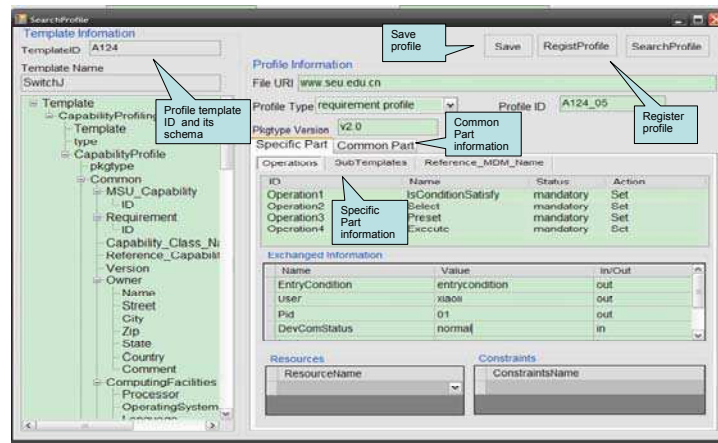 SearchProfile
Template Infomation
TemplateID A124
Template Name
SwitchJ
Template
CapabilityProfiling
Template
type
CapabilityProfile
pkgtype
Common
MSU_Capability
ID
Requirement
ID
Capability_Class_Na
Reference_Capabilit
Version
Owner
Name
Street
City
Zip
State
Country
Comment
ComputingFacilities
Processor
OperatingSystem
Language
Profile template
ID and its
schema
Save
profile
Save RegistProfile SearchProfile
Profile Information
File URI www.seu.edu.cn
Profile Type requirement profile Profile ID A124_05
Pkgtype Version v2.0
Register
profile
Common
Part
information
Specific Part Common Part
Operations SubTemplates Reference_MDM_Name
ID Name Status Action
Operation1 IsConditionSatisfy mandatory Set
Operation2 Select mandatory Set
Operation3 Preset mandatory Set
Operation4 Execute mandatory Set
Specific
Part
information
Exchanged Information
Name Value In/Out
EntryCondition entrycondition out
User xiaoli out
Pid 01 out
DevComStatus normal in
Resources Constraints
ResourceName ConstraintsName